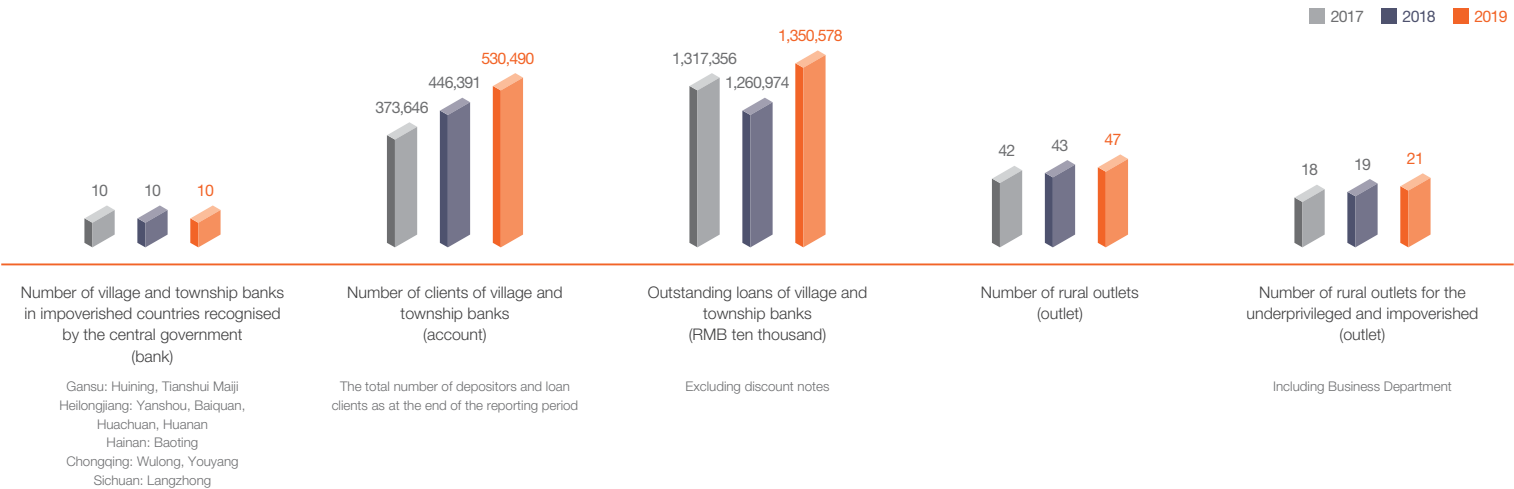 2017 2018 2019
10 10 10
373,646 446,391 530,490
1,317,356 1,260,974 1,350,578
42 43 47
18 19 21
Number of village and township banks
in impoverished countries recognised
by the central government
(bank)
Gansu: Huining, Tianshui Maiji
Heilongjiang: Yanshou, Baiquan,
Huachuan, Huanan
Hainan: Baoting
Chongqing: Wulong, Youyang
Sichuan: Langzhong
Number of clients of village and
township banks
(account)
The total number of depositors and loan
clients as at the end of the reporting period
Outstanding loans of village and
township banks
(RMB ten thousand)
Excluding discount notes
Number of rural outlets
(outlet)
Number of rural outlets for the
underprivileged and impoverished
(outlet)
Including Business Department